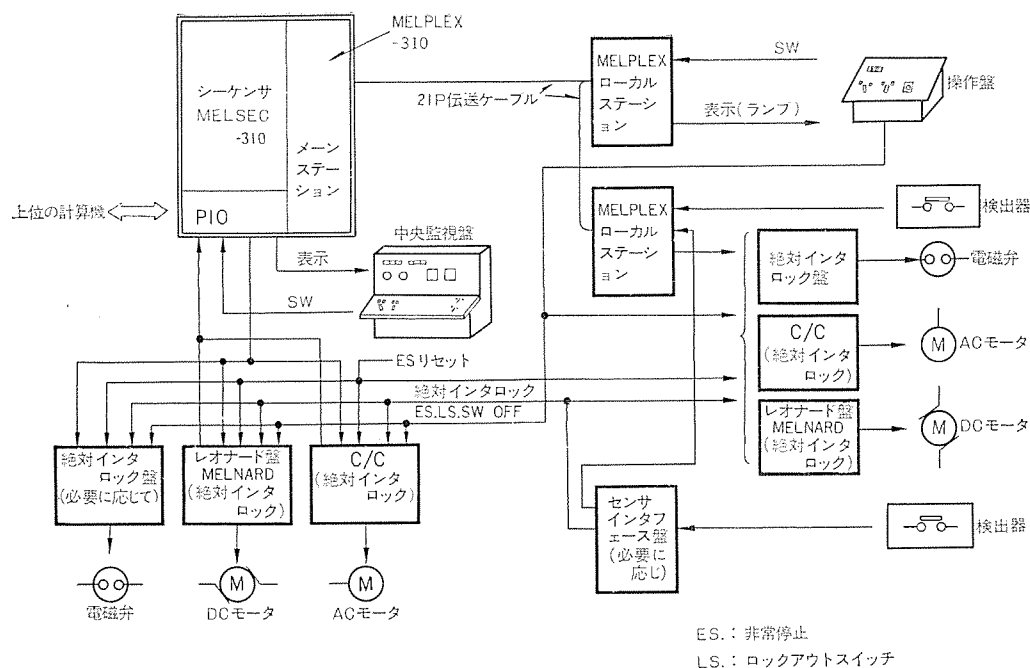 MELPLEX
-310
シーケンサ
MELSEC
-310
メーン
ステー
ション
PIO
上位の計算機
21P伝送ケーブル
MELPLEX
ローカル
ステーシ
ョン
SW
表示(ランプ)
操作盤
MELPLEX
ローカル
ステーシ
ョン
検出器
中央監視盤
表示
SW
絶対インタ
ロック盤
電磁弁
C/C
(絶対インタ
ロック)
ACモータ
レオナード盤
MELNARD
(絶対インタ
ロック)
DCモータ
ESリセット
絶対インタロック
ES.LS.SW OFF
絶対インタ
ロック盤
(必要に応じて)
レオナード盤
MELNARD
(絶対インタ
ロック)
C/C
(絶対インタ
ロック)
センサ
インタフ
ェース盤
(必要に
応じ)
検出器
電磁弁
M
DCモータ
M
ACモータ
M
M
ES.：非常停止
LS.：ロックアウトスイッチ